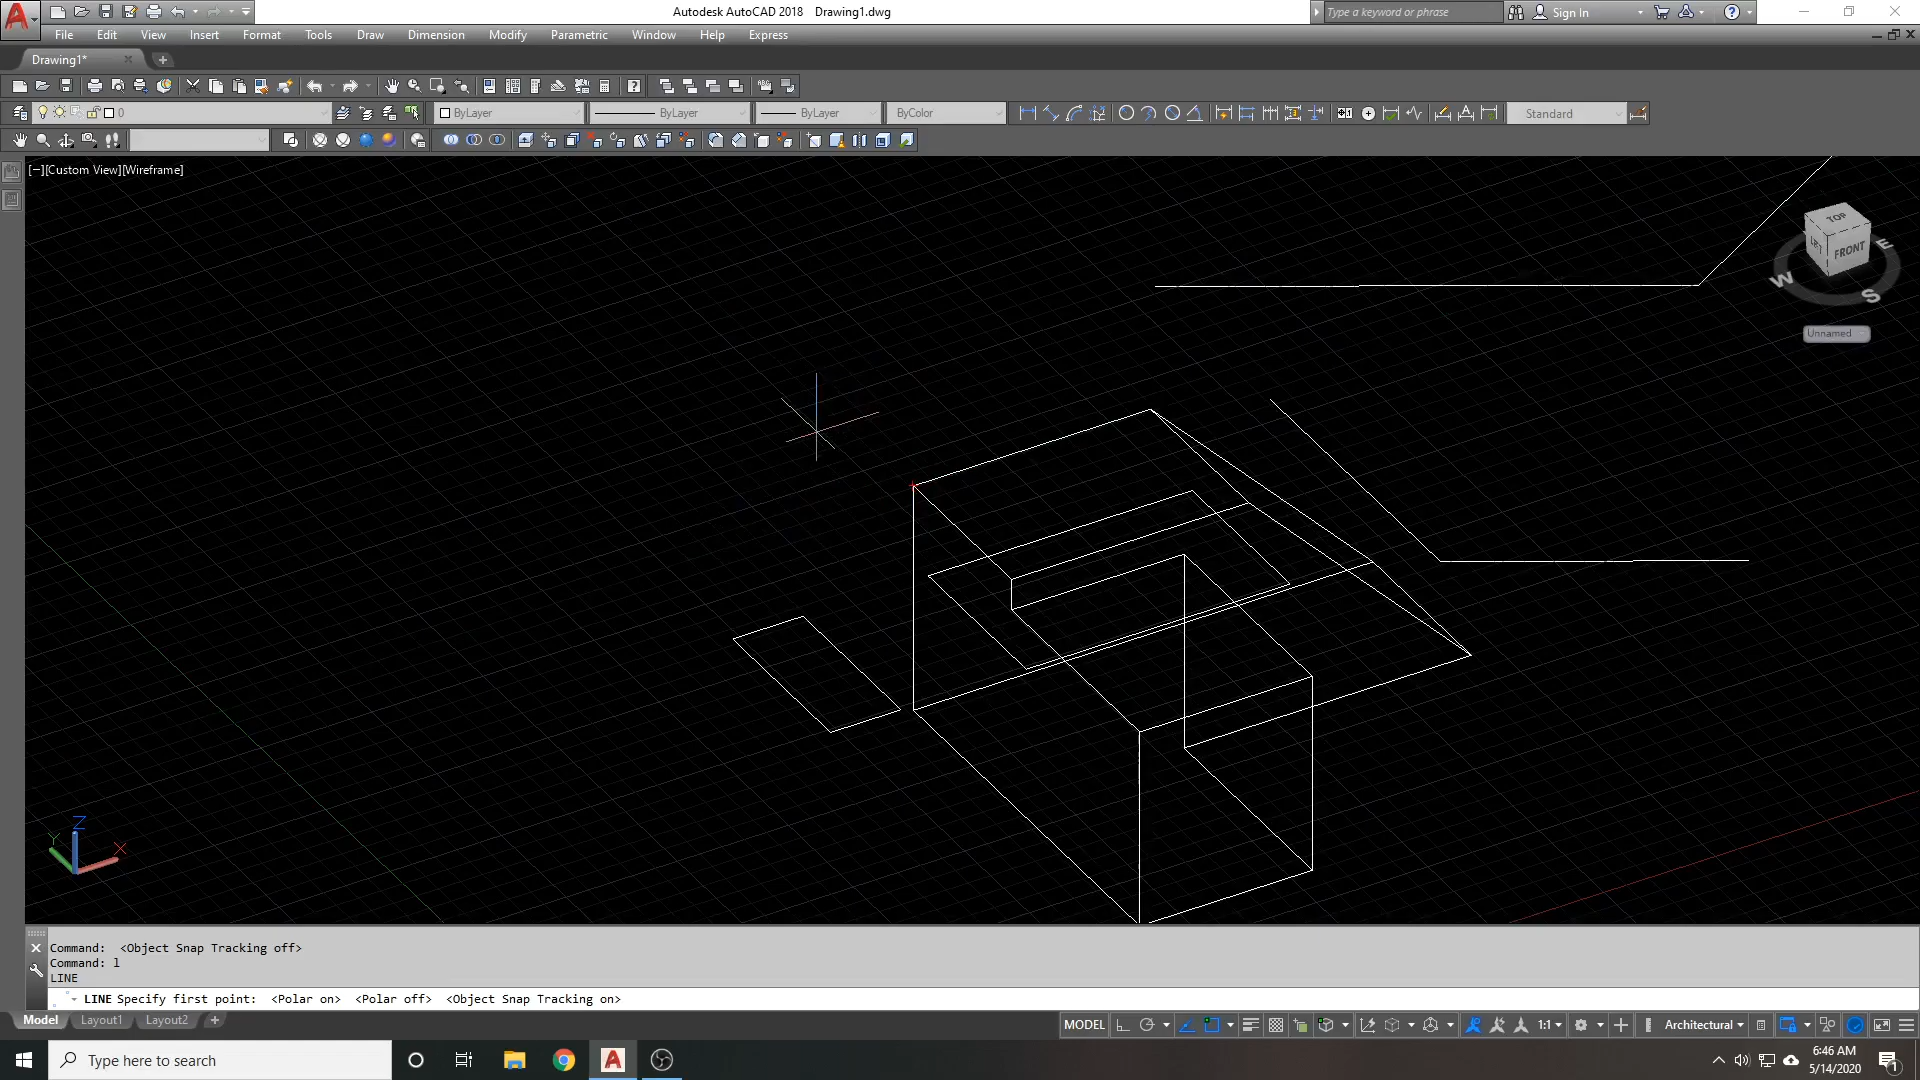 Autodesk AutoCAD 2018 Drawing1.dwg
Type a keyword or phrase
Sign In
File Edit View Insert Format Tools Draw Dimension Modify Parametric Window Help Express
Drawing1*
0
ByLayer
ByLayer
ByLayer
ByColor
Standard
[−][Custom View][Wireframe]
TOP
LEFT
FRONT
W
S
E
Unnamed
Z
Y
X
Command: <Object Snap Tracking off>
Command: l
LINE
LINE Specify first point: <Polar on> <Polar off> <Object Snap Tracking on>
Model Layout1 Layout2 +
MODEL
1:1
Architectural
Type here to search
6:46 AM
5/14/2020
1